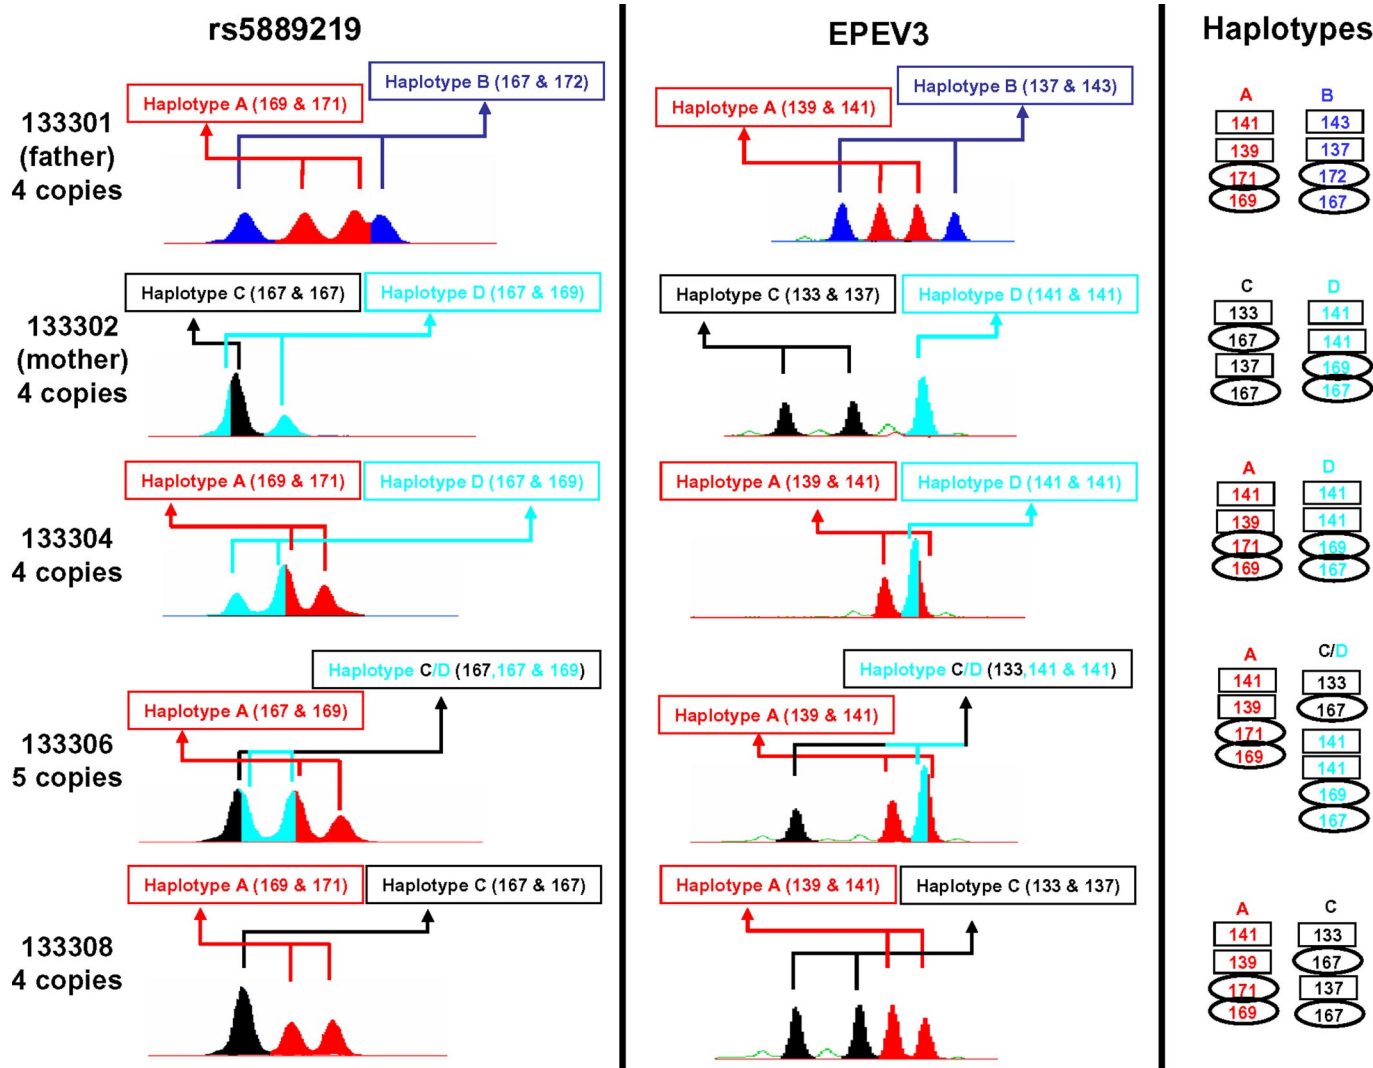 rs5889219
EPEV3
Haplotypes
133301
(father)
4 copies
Haplotype A (169 & 171)
Haplotype B (167 & 172)
Haplotype A (139 & 141)
Haplotype B (137 & 143)
A B
141 143
139 137
171 172
169 167
133302
(mother)
4 copies
Haplotype C (167 & 167)
Haplotype D (167 & 169)
Haplotype C (133 & 137)
Haplotype D (141 & 141)
C D
133 141
167 141
137 169
167 167
133304
4 copies
Haplotype A (169 & 171)
Haplotype D (167 & 169)
Haplotype A (139 & 141)
Haplotype D (141 & 141)
A D
141 141
139 141
171 169
169 167
133306
5 copies
Haplotype C/D (167,167 & 169)
Haplotype A (167 & 169)
Haplotype C/D (133,141 & 141)
Haplotype A (139 & 141)
A C/D
141 133
139 167
171 141
169 141
169
167
133308
4 copies
Haplotype A (169 & 171)
Haplotype C (167 & 167)
Haplotype A (139 & 141)
Haplotype C (133 & 137)
A C
141 133
139 167
171 137
169 167